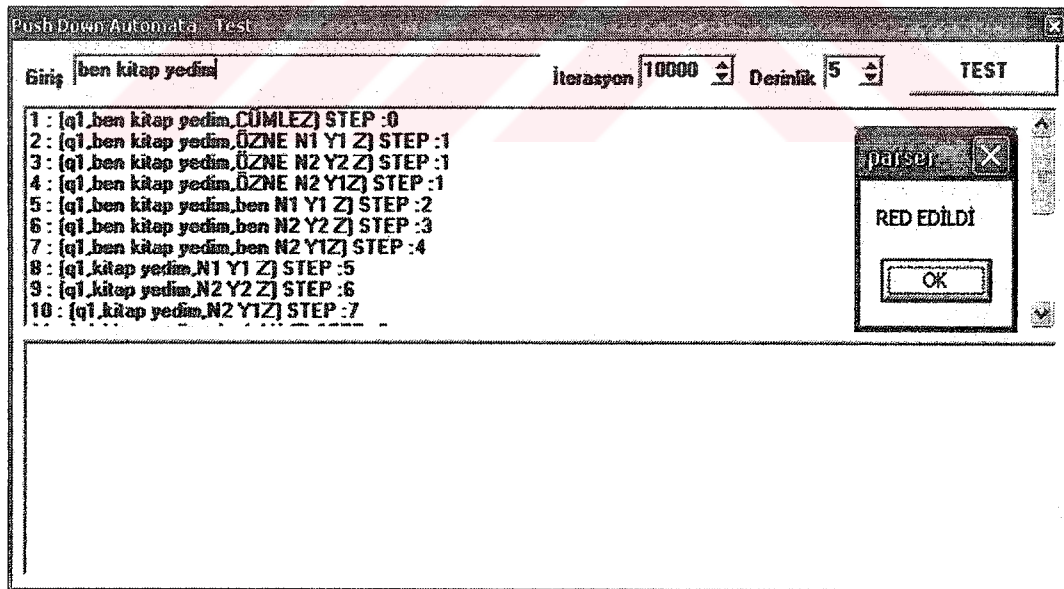 Push Down Automata - Test
Giriş ben kitap yedim İterasyon 10000 Derinlik 5 TEST
1 : (q1,ben kitap yedim,CÜMLEZ) STEP :0
2 : (q1,ben kitap yedim,ÖZNE N1 Y1 Z) STEP :1
3 : (q1,ben kitap yedim,ÖZNE N2 Y2 Z) STEP :1
4 : (q1,ben kitap yedim,ÖZNE N2 Y1Z) STEP :1
5 : (q1,ben kitap yedim,ben N1 Y1 Z) STEP :2
6 : (q1,ben kitap yedim,ben N2 Y2 Z) STEP :3
7 : (q1,ben kitap yedim,ben N2 Y1Z) STEP :4
8 : (q1,kitap yedim,N1 Y1 Z) STEP :5
9 : (q1,kitap yedim,N2 Y2 Z) STEP :6
10 : (q1,kitap yedim,N2 Y1Z) STEP :7
parser
RED EDİLDİ
OK